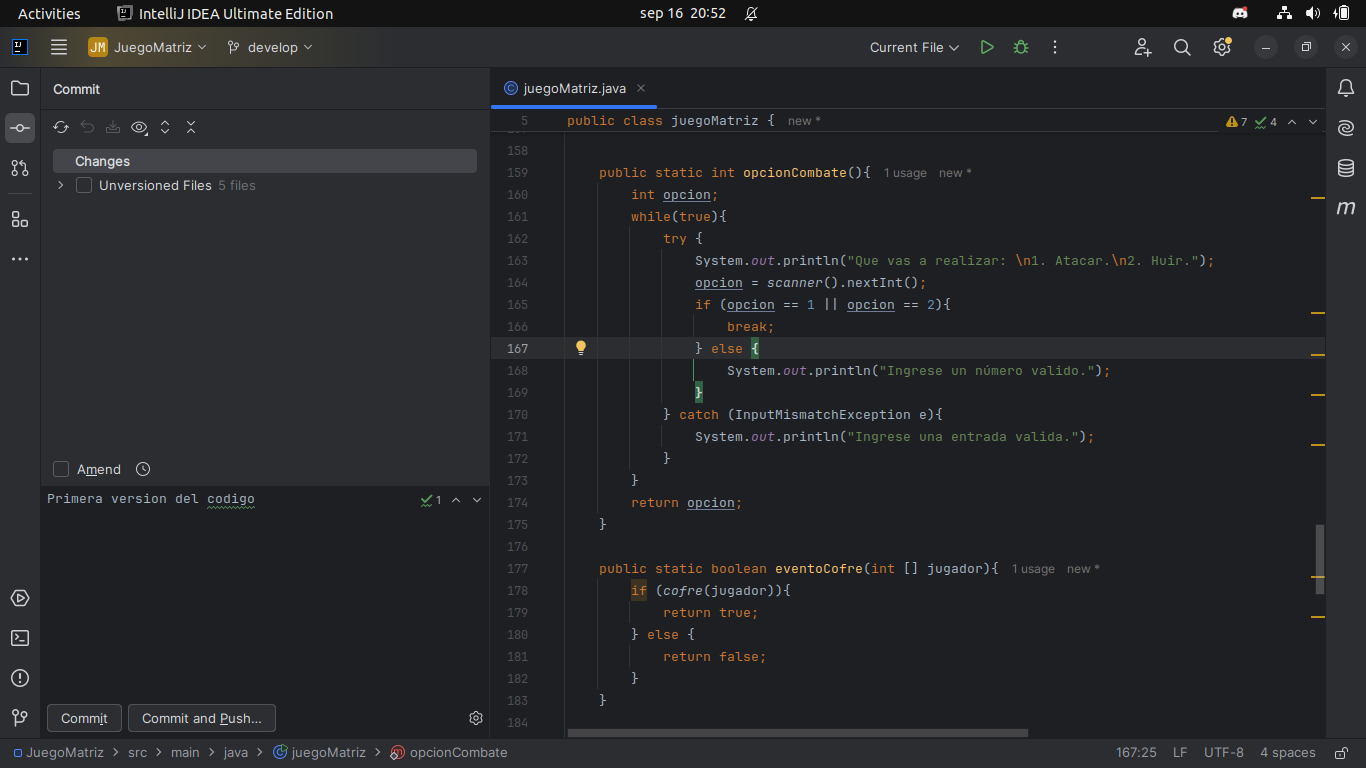 Activities IntelliJ IDEA Ultimate Edition sep 16 20:52
JM JuegoMatriz develop Current File
Commit
Changes
Unversioned Files 5 files
Amend
Primera version del codigo 1
Commit Commit and Push...
juegoMatriz.java
5 public class juegoMatriz { new * 7 4
158
159 public static int opcionCombate(){ 1 usage new *
160 int opcion;
161 while(true){
162 try {
163 System.out.println("Que vas a realizar: \n1. Atacar.\n2. Huir.");
164 opcion = scanner().nextInt();
165 if (opcion == 1 || opcion == 2){
166 break;
167 } else {
168 System.out.println("Ingrese un número valido.");
169 }
170 } catch (InputMismatchException e){
171 System.out.println("Ingrese una entrada valida.");
172 }
173 }
174 return opcion;
175 }
176
177 public static boolean eventoCofre(int [] jugador){ 1 usage new *
178 if (cofre(jugador)){
179 return true;
180 } else {
181 return false;
182 }
183 }
184
JuegoMatriz > src > main > java > juegoMatriz > opcionCombate 167:25 LF UTF-8 4 spaces